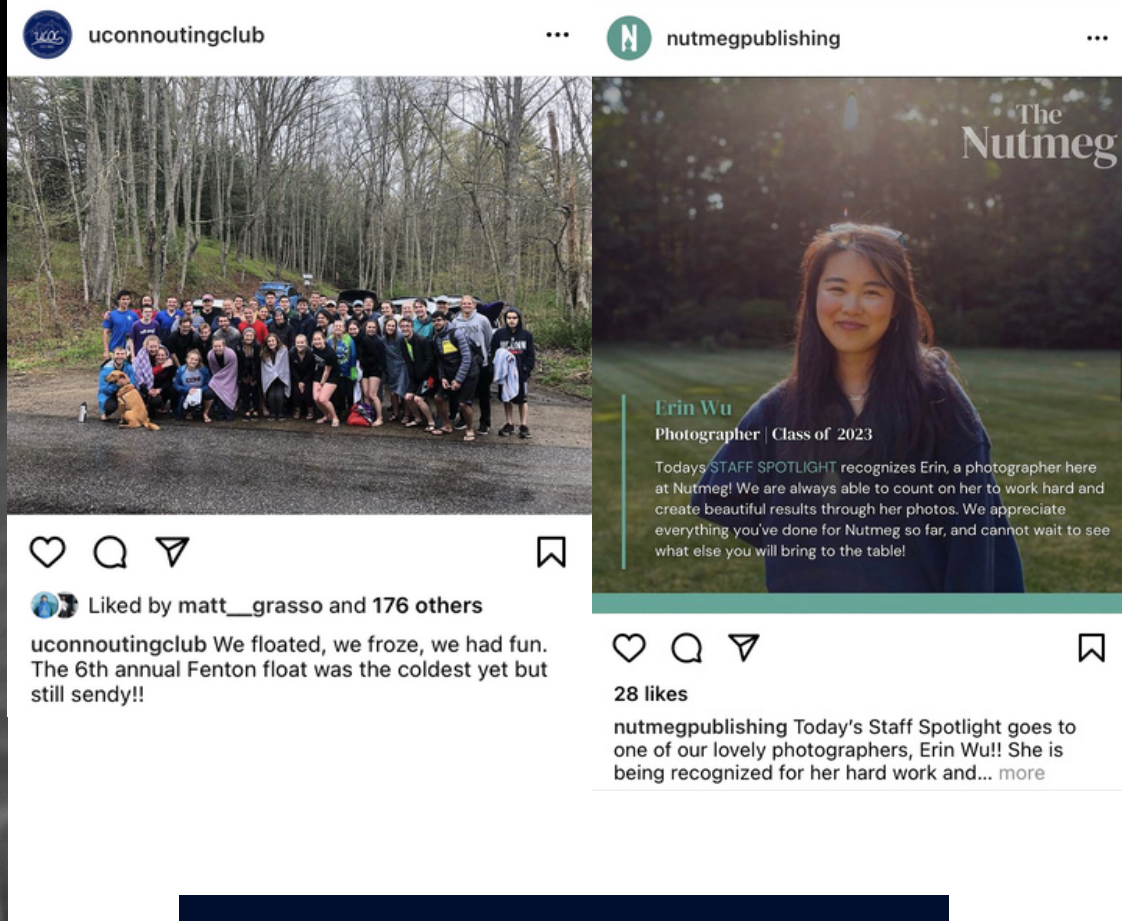 ucoc
uconnoutingclub
Liked by matt__grasso and 176 others
uconnoutingclub We floated, we froze, we had fun.
The 6th annual Fenton float was the coldest yet but
still sendy!!
N
nutmegpublishing
The
Nutmeg
Erin Wu
Photographer | Class of 2023
Todays STAFF SPOTLIGHT recognizes Erin, a photographer here
at Nutmeg! We are always able to count on her to work hard and
create beautiful results through her photos. We appreciate
everything you've done for Nutmeg so far, and cannot wait to see
what else you will bring to the table!
28 likes
nutmegpublishing Today's Staff Spotlight goes to
one of our lovely photographers, Erin Wu!! She is
being recognized for her hard work and... more